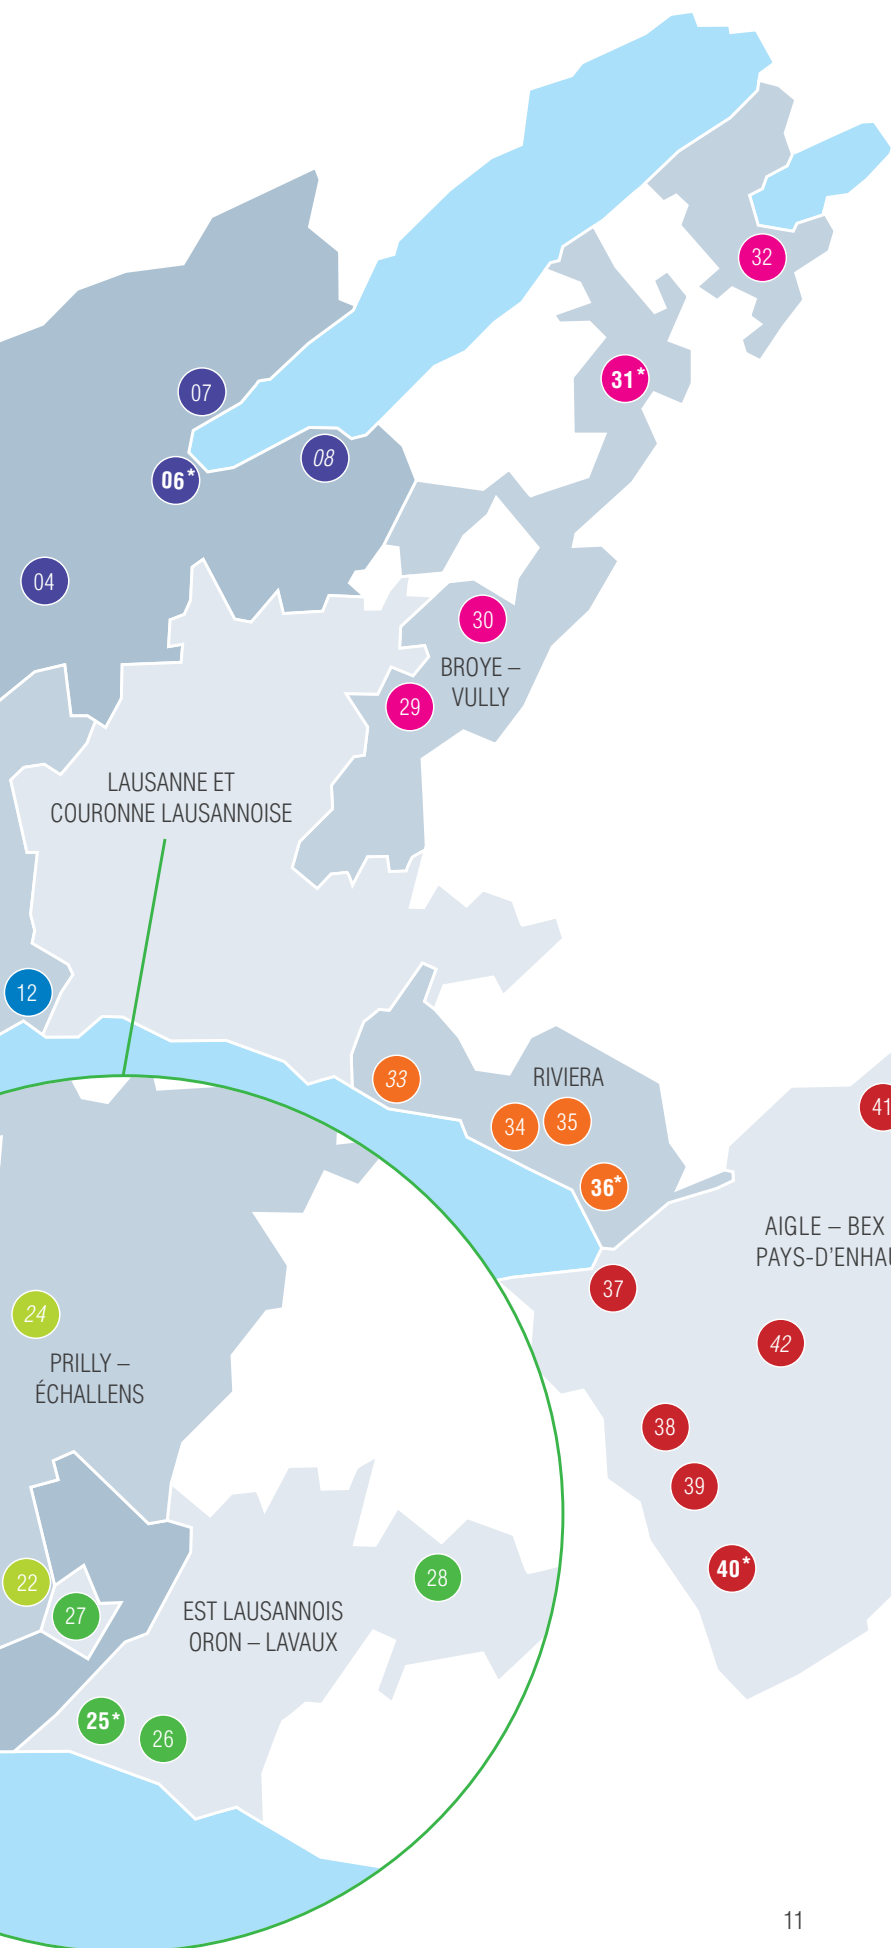 32
31*
07
08
06*
04
30
BROYE –
VULLY
29
LAUSANNE ET
COURONNE LAUSANNOISE
12
33
RIVIERA
34
35
41
36*
AIGLE – BEX
PAYS-D'ENHAU
37
24
42
PRILLY –
ÉCHALLENS
38
39
40*
22
28
27
EST LAUSANNOIS
ORON – LAVAUX
25*
26
11